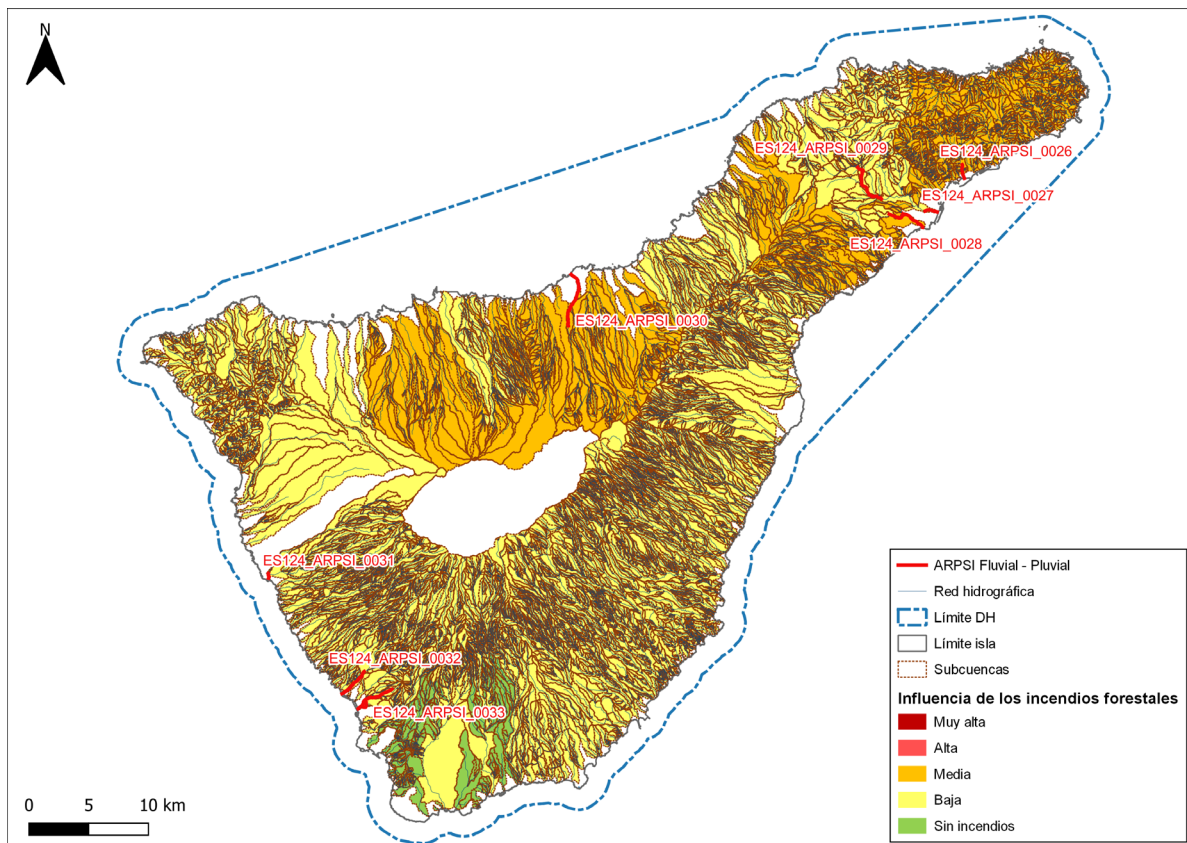 N
ES124_ARPSI_0029
ES124_ARPSI_0026
ES124_ARPSI_0027
ES124_ARPSI_0028
ES124_ARPSI_0030
ES124_ARPSI_0031
ES124_ARPSI_0032
ES124_ARPSI_0033
0 5 10 km
ARPSI Fluvial - Pluvial
Red hidrográfica
Límite DH
Límite isla
Subcuencas
Influencia de los incendios forestales
Muy alta
Alta
Media
Baja
Sin incendios